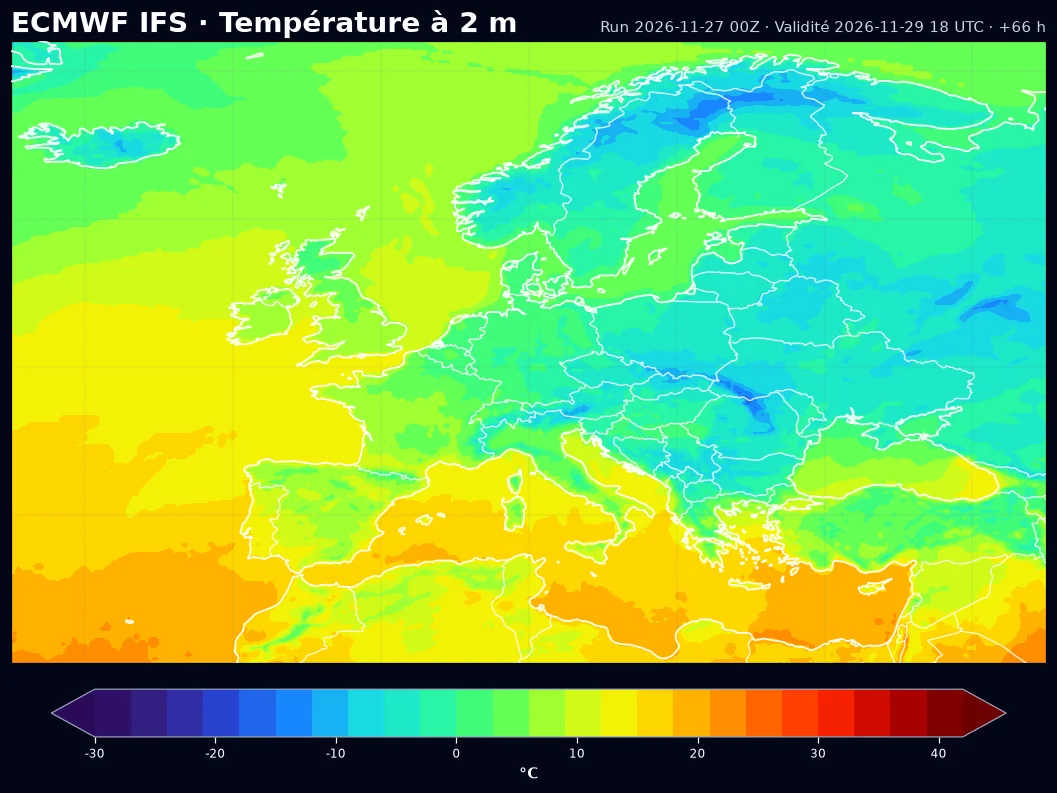 ECMWF IFS · Température à 2 m
Run 2026-11-27 00Z · Validité 2026-11-29 18 UTC · +66 h
-30 -20 -10 0 10 20 30 40
°C